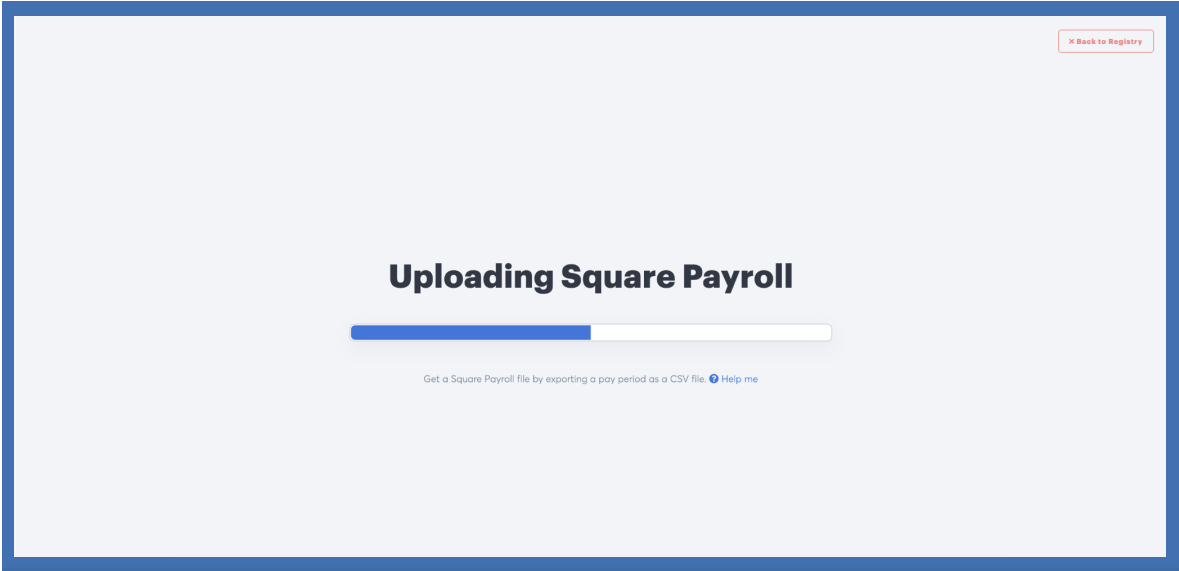 × Back to Registry
Uploading Square Payroll
Get a Square Payroll file by exporting a pay period as a CSV file. ? Help me